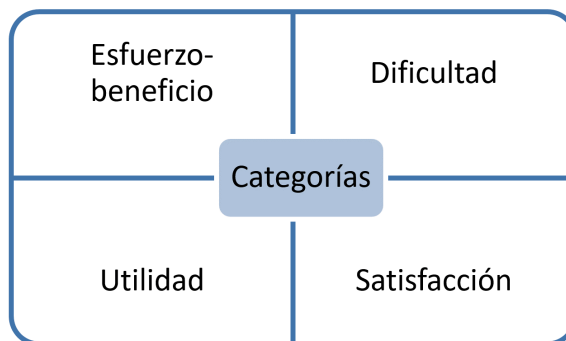 Esfuerzo-
beneficio
Dificultad
Categorías
Utilidad
Satisfacción